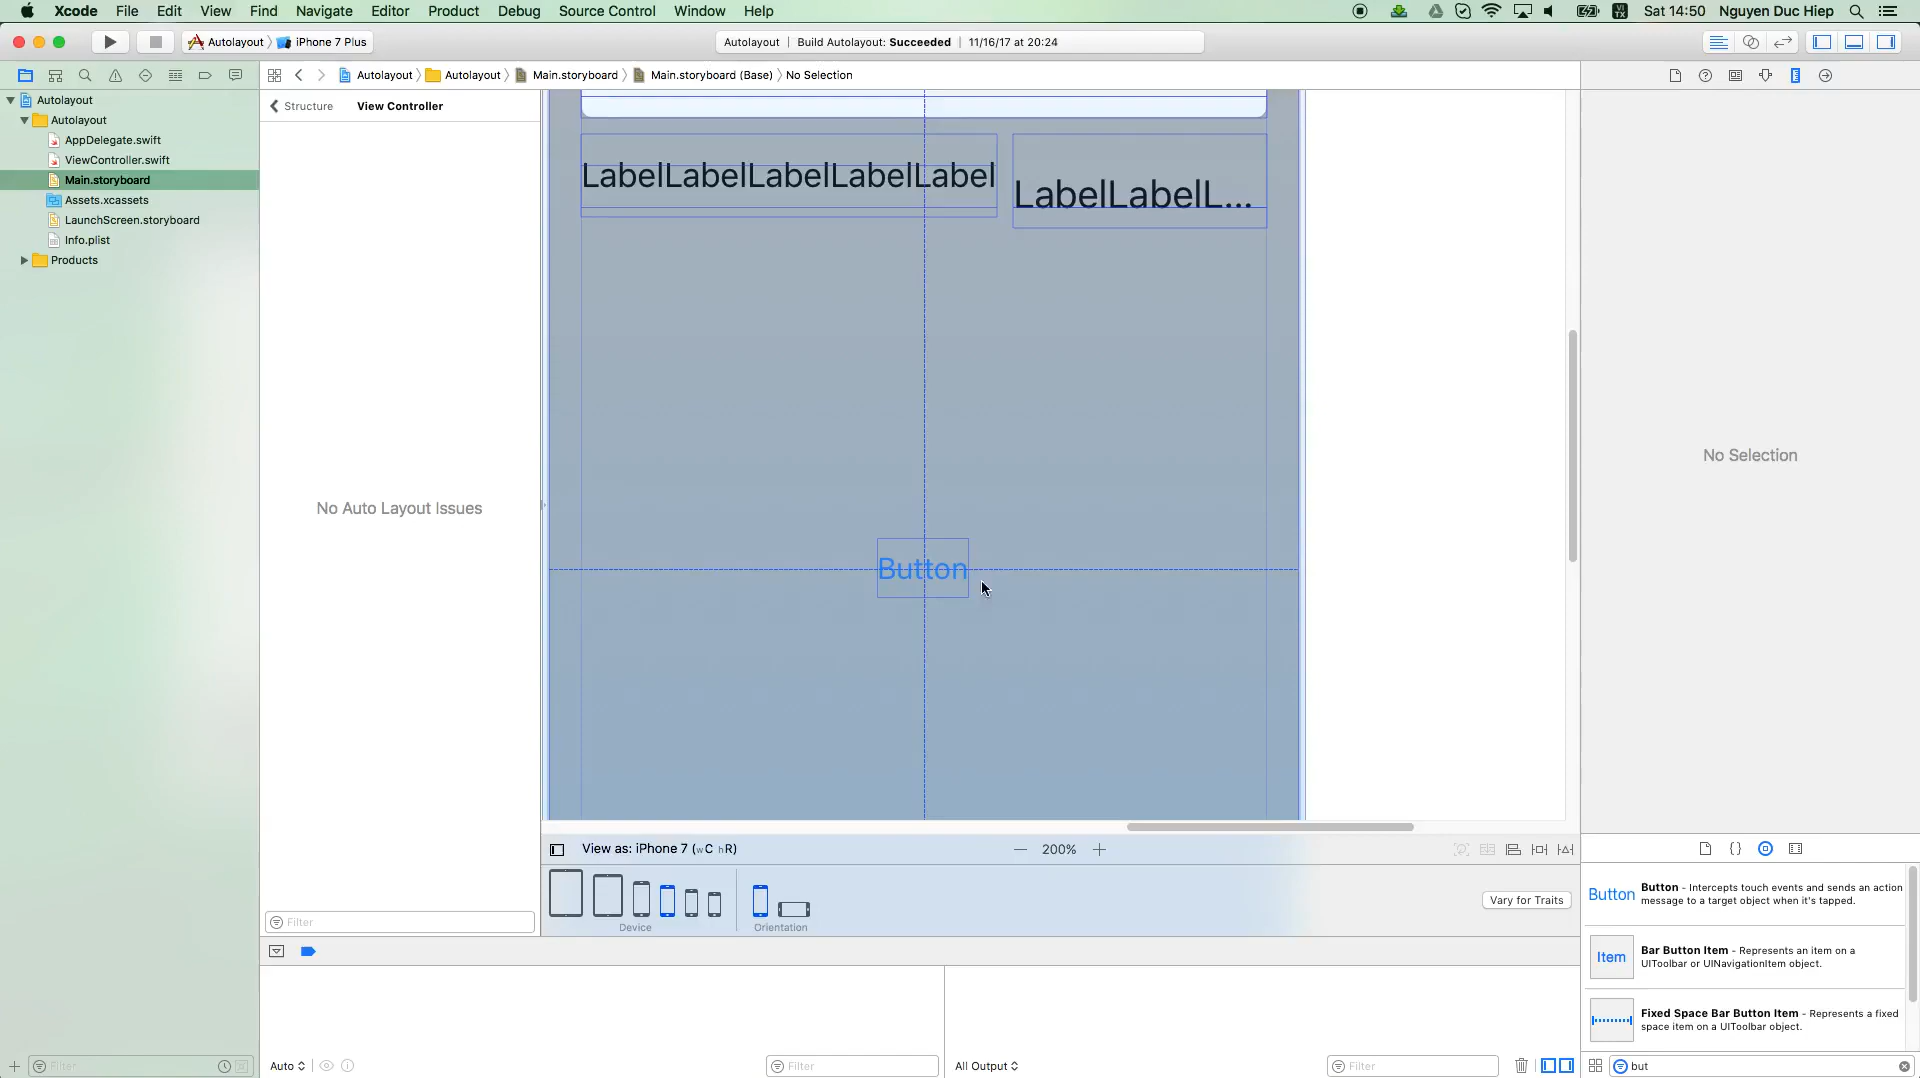 Xcode File Edit View Find Navigate Editor Product Debug Source Control Window Help
VI TX Sat 14:50 Nguyen Duc Hiep
Autolayout iPhone 7 Plus
Autolayout | Build Autolayout: Succeeded | 11/16/17 at 20:24
Autolayout Autolayout Main.storyboard Main.storyboard (Base) No Selection
Autolayout
Autolayout
AppDelegate.swift
ViewController.swift
Main.storyboard
Assets.xcassets
LaunchScreen.storyboard
Info.plist
Products
Structure View Controller
No Auto Layout Issues
LabelLabelLabelLabelLabel
LabelLabelL...
Button
No Selection
View as: iPhone 7 (wC hR)
200%
Device
Orientation
Vary for Traits
Filter
Button
Button - Intercepts touch events and sends an action
message to a target object when it's tapped.
Item
Bar Button Item - Represents an item on a
UIToolbar or UINavigationItem object.
Fixed Space Bar Button Item - Represents a fixed
space item on a UIToolbar object.
Filter
Auto
Filter
All Output
Filter
but